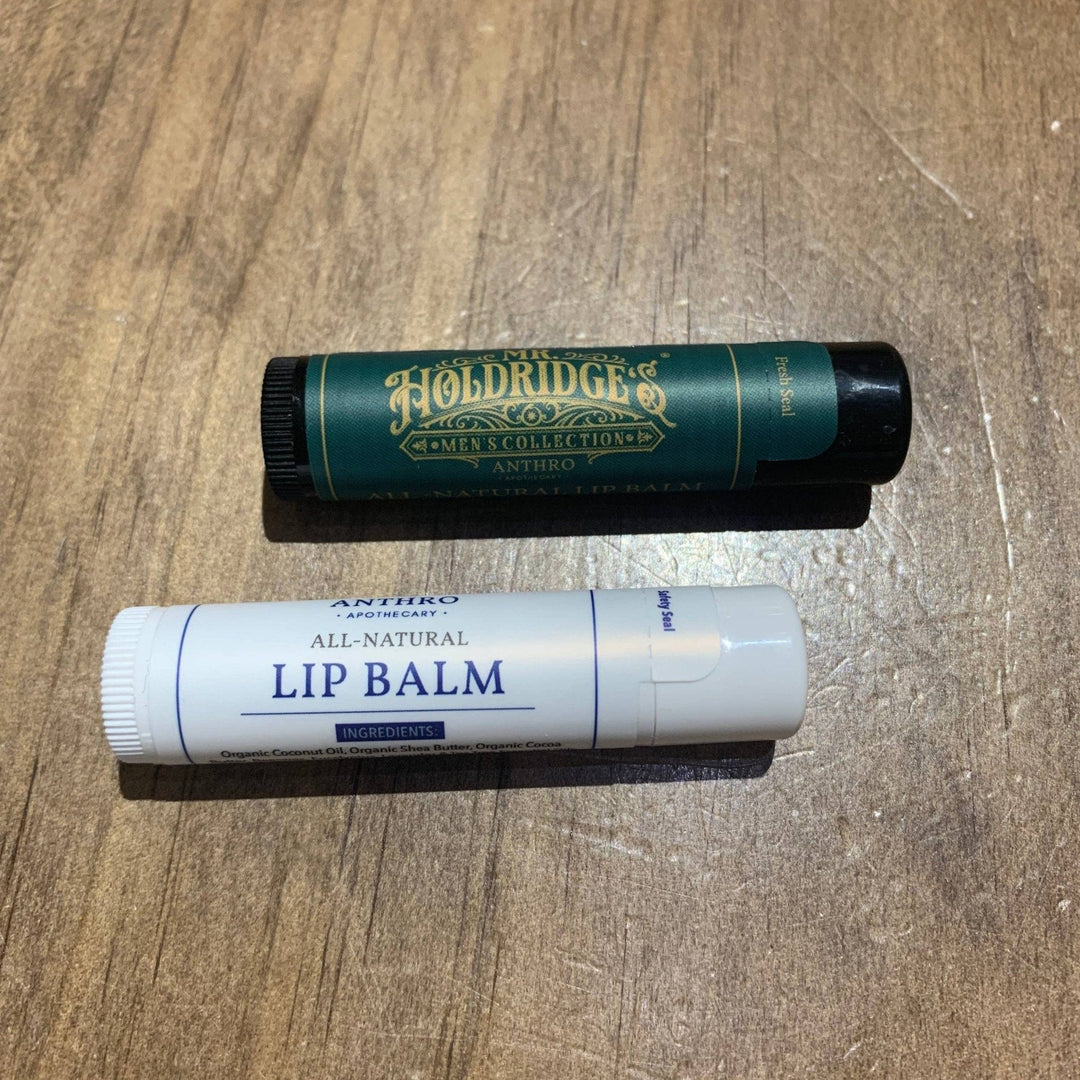 MR.
HOLDRIDGE'S®
• MEN'S COLLECTION •
ANTHRO
• APOTHECARY •
ALL-NATURAL LIP BALM
Fresh Seal
ANTHRO
• APOTHECARY •
ALL-NATURAL
LIP BALM
INGREDIENTS:
Organic Coconut Oil, Organic Shea Butter, Organic Cocoa
Safety Seal